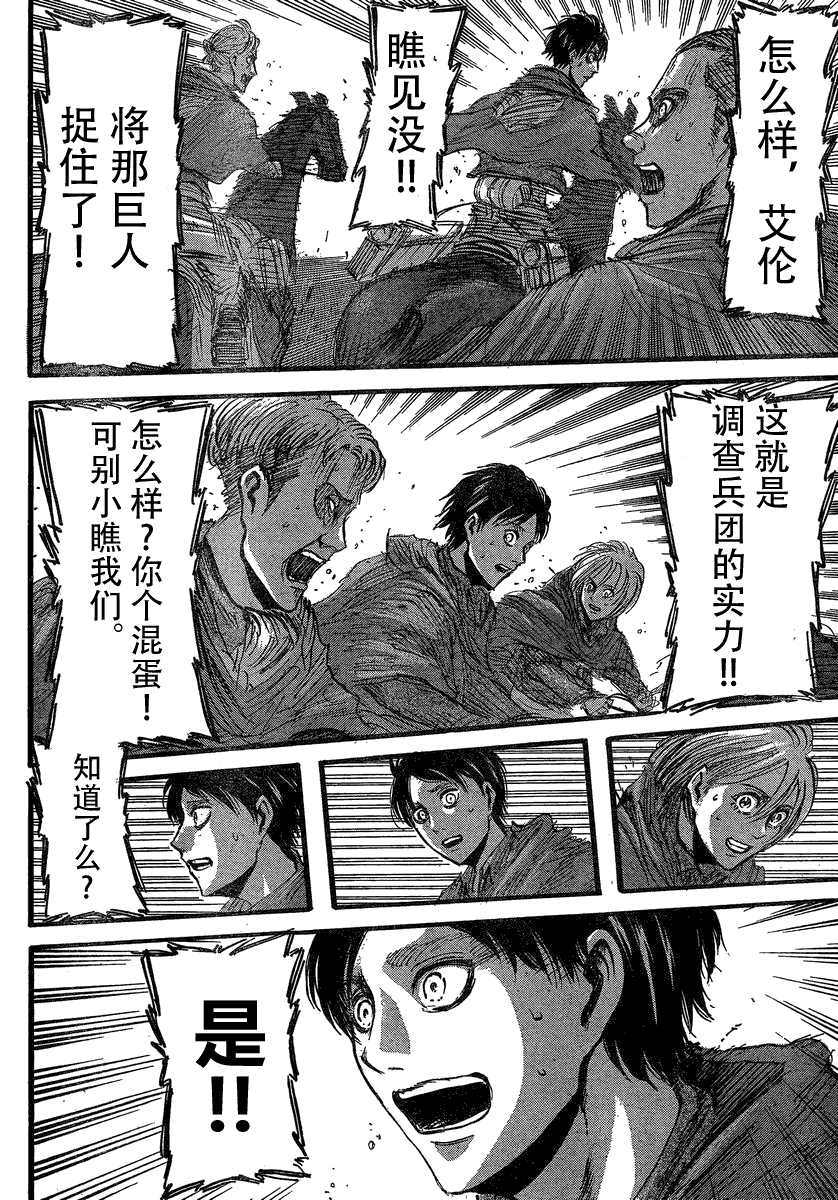 怎么样，
艾伦
瞧见没!!
将那巨人
捉住了！
这就是
调查兵团的实力!!
怎么样？你个混蛋！
可别小瞧我们。
知道了么？
是!!